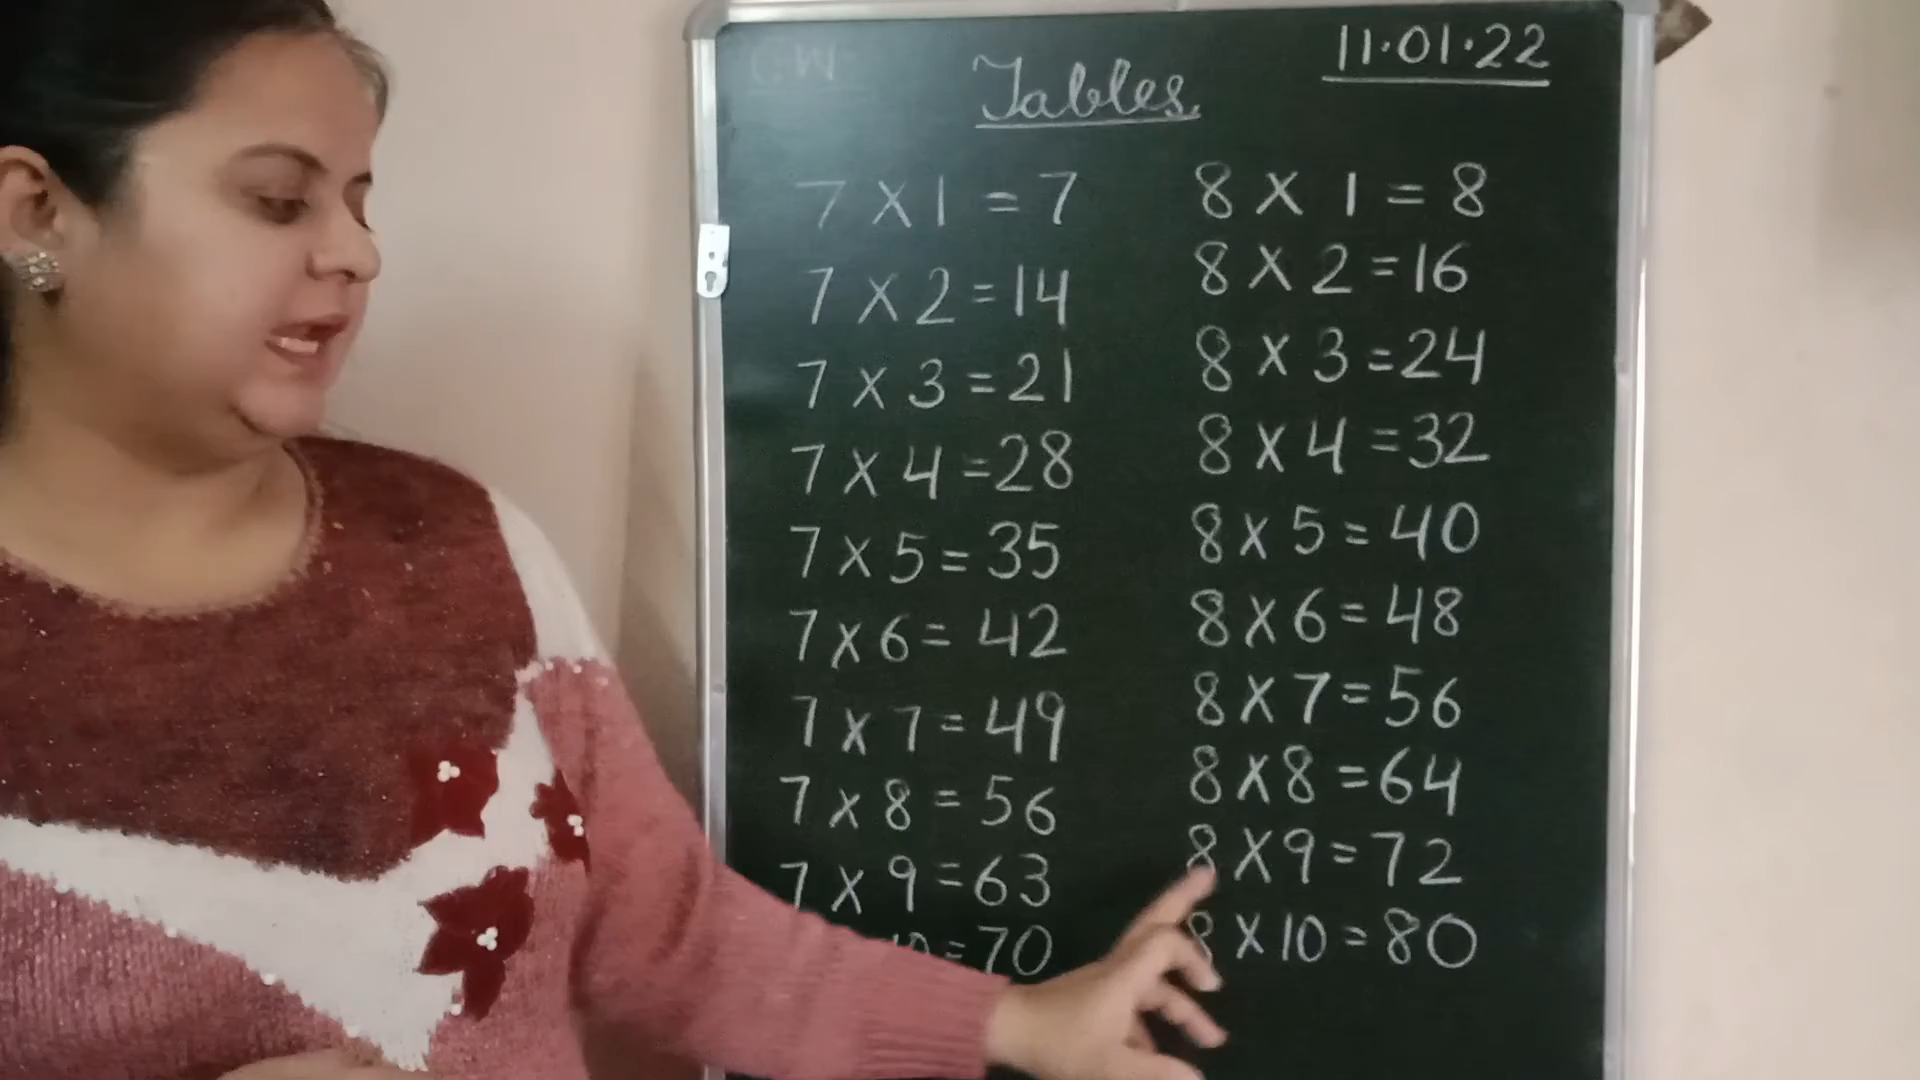 C.W.
11.01.22
Tables.
7 X 1 = 7
7 X 2 = 14
7 X 3 = 21
7 X 4 = 28
7 X 5 = 35
7 X 6 = 42
7 X 7 = 49
7 X 8 = 56
7 X 9 = 63
10 = 70
8 X 1 = 8
8 X 2 = 16
8 X 3 = 24
8 X 4 = 32
8 X 5 = 40
8 X 6 = 48
8 X 7 = 56
8 X 8 = 64
8 X 9 = 72
8 X 10 = 80